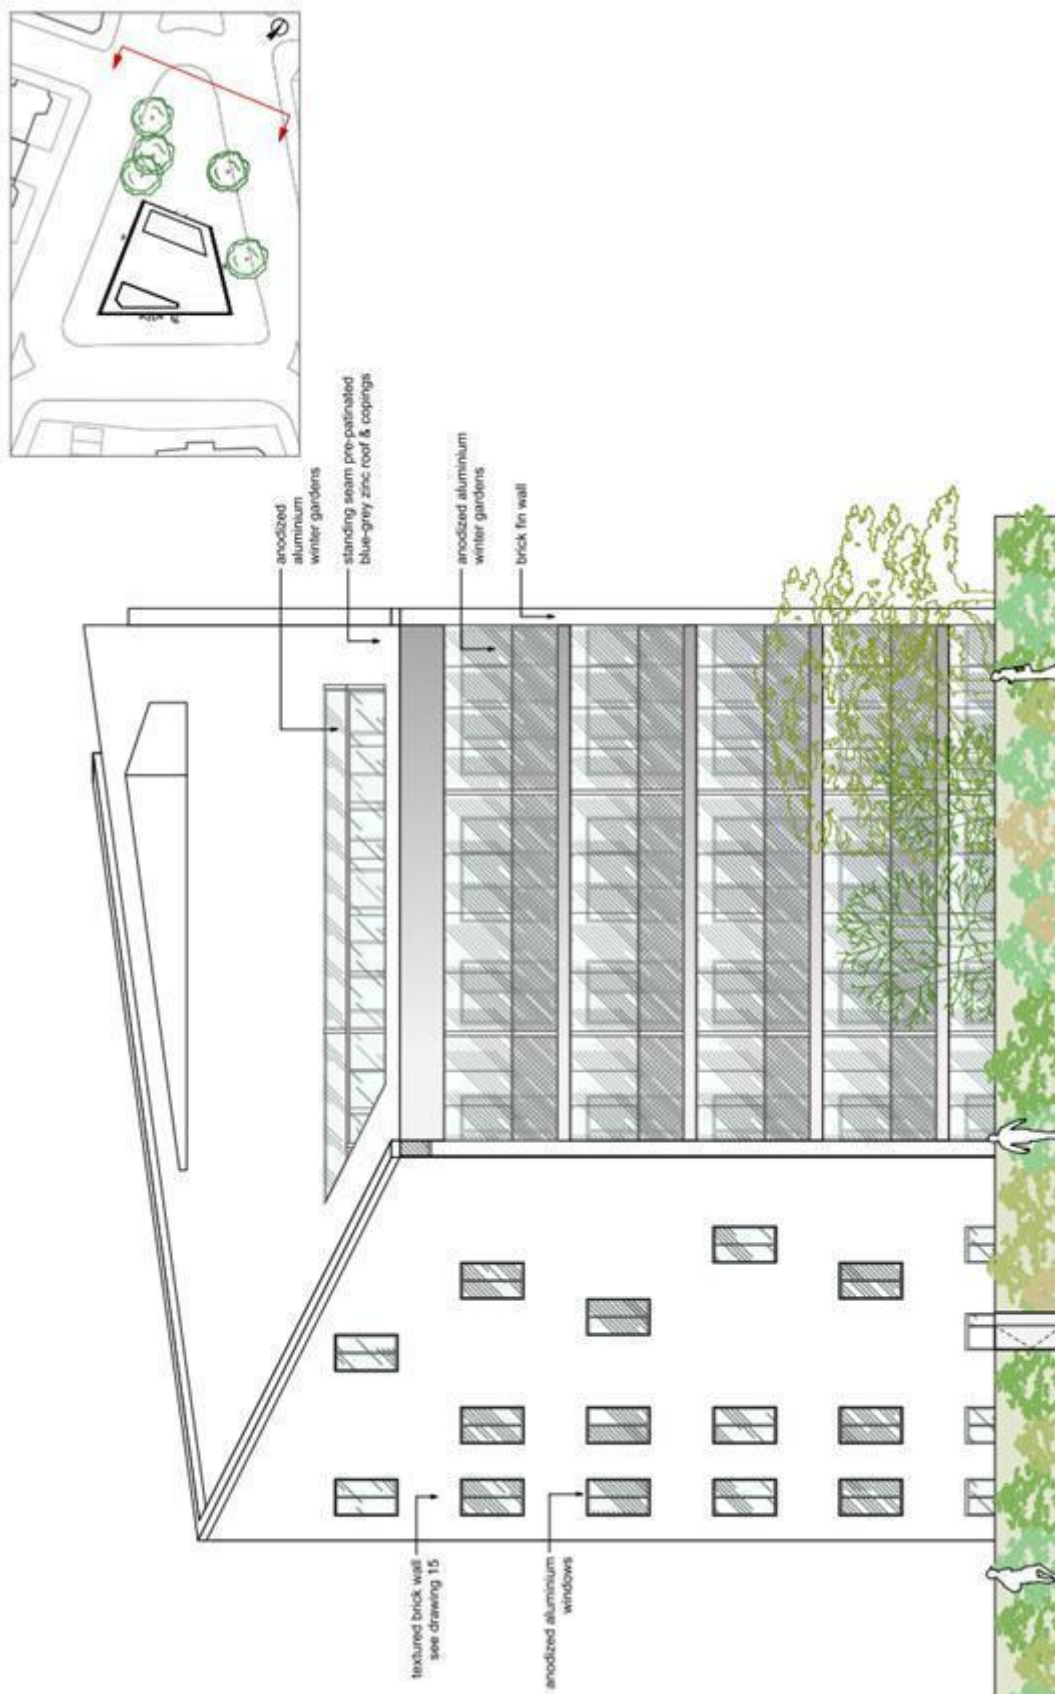 anodized
aluminium
winter gardens
standing seam pre-patinated
blue-grey zinc roof & copings
anodized aluminium
winter gardens
brick fin wall
textured brick wall
see drawing 15
anodized aluminium
windows